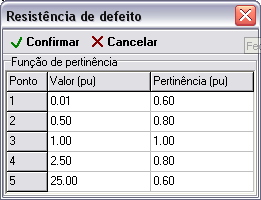 Resistência de defeito
Confirmar Cancelar
Função de pertinência
Ponto Valor (pu) Pertinência (pu)
1 0.01 0.60
2 0.50 0.80
3 1.00 1.00
4 2.50 0.80
5 25.00 0.60